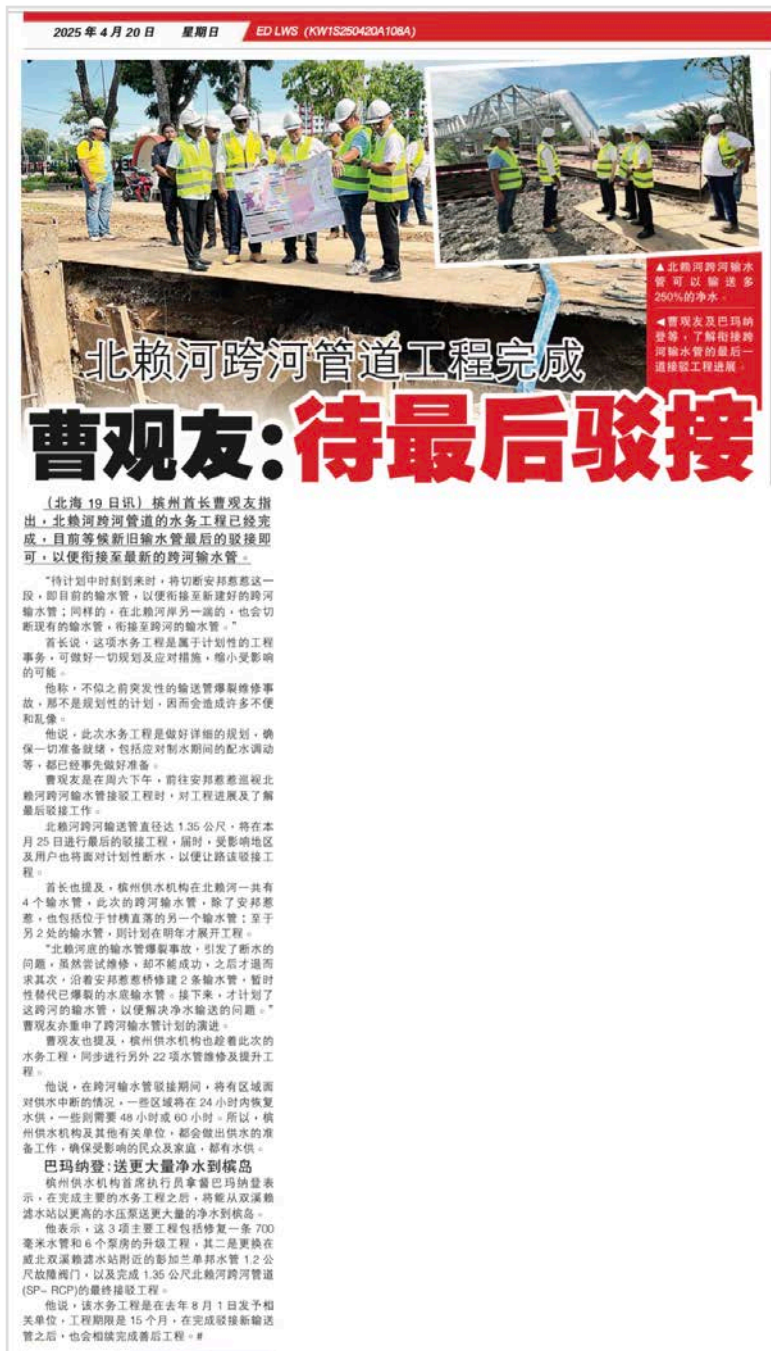 2025 年 4 月 20 日 星期日 ED LWS (KW1S250420A108A)
▲北赖河跨河输水
管可以输送多
250%的净水。
◀曹观友及巴玛纳
登等，了解衔接跨
河输水管的最后一
道接驳工程进展。
北赖河跨河管道工程完成
曹观友：待最后驳接
（北海 19 日讯）槟州首长曹观友指
出，北赖河跨河管道的水务工程已经完
成，目前等候新旧输水管最后的驳接即
可，以便衔接至最新的跨河输水管。
“待计划中时刻到来时，将切断安邦惹惹这一
段，即目前的输水管，以便衔接至新建好的跨河
输水管；同样的，在北赖河岸另一端的，也会切
断现有的输水管，衔接至跨河的输水管。”
首长说，这项水务工程是属于计划性的工程
事务，可做好一切规划及应对措施，缩小受影响
的可能。
他称，不似之前突发性的输送管爆裂维修事
故，那不是规划性的计划，因而会造成许多不便
和乱像。
他说，此次水务工程是做好详细的规划，确
保一切准备就绪，包括应对制水期间的配水调动
等，都已经事先做好准备。
曹观友是在周六下午，前往安邦惹惹巡视北
赖河跨河输水管接驳工程时，对工程进展及了解
最后驳接工作。
北赖河跨河输送管直径达 1.35 公尺，将在本
月 25 日进行最后的驳接工程，届时，受影响地区
及用户也将面对计划性断水，以便让路该驳接工
程。
首长也提及，槟州供水机构在北赖河一共有
4 个输水管，此次的跨河输水管，除了安邦惹
惹，也包括位于甘榜直落的另一个输水管；至于
另 2 处的输水管，则计划在明年才展开工程。
“北赖河底的输水管爆裂事故，引发了断水的
问题，虽然尝试维修，却不能成功，之后才退而
求其次，沿着安邦惹惹桥修建 2 条输水管，暂时
性替代已爆裂的水底输水管。接下来，才计划了
这跨河的输水管，以便解决净水输送的问题。”
曹观友亦重申了跨河输水管计划的演进。
曹观友也提及，槟州供水机构也趁着此次的
水务工程，同步进行另外 22 项水管维修及提升工
程。
他说，在跨河输水管驳接期间，将有区域面
对供水中断的情况，一些区域将在 24 小时内恢复
水供，一些则需要 48 小时或 60 小时。所以，槟
州供水机构及其他有关单位，都会做出供水的准
备工作，确保受影响的民众及家庭，都有水供。
巴玛纳登：送更大量净水到槟岛
槟州供水机构首席执行员拿督巴玛纳登表
示，在完成主要的水务工程之后，将能从双溪赖
滤水站以更高的水压泵送更大量的净水到槟岛。
他表示，这 3 项主要工程包括修复一条 700
毫米水管和 6 个泵房的升级工程，其二是更换在
威北双溪赖滤水站附近的彭加兰单邦水管 1.2 公
尺故障阀门，以及完成 1.35 公尺北赖河跨河管道
(SP- RCP)的最终接驳工程。
他说，该水务工程是在去年 8 月 1 日发予相
关单位，工程期限是 15 个月，在完成驳接新输送
管之后，也会相续完成善后工程。#